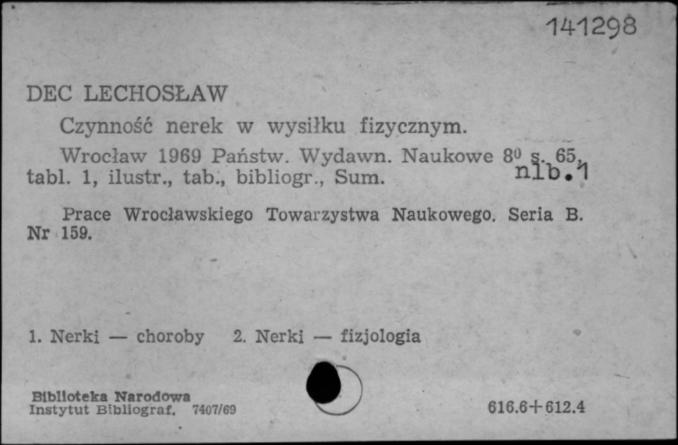 141298
DEC LECHOSŁAW
Czynność nerek w wysiłku fizycznym.
Wrocław 1969 Państw. Wydawn. Naukowe 8⁰ s. 65,
nlb. 1
tabl. 1, ilustr., tab., bibliogr., Sum.
Prace Wrocławskiego Towarzystwa Naukowego. Seria B.
Nr 159.
1. Nerki — choroby 2. Nerki — fizjologia
Biblioteka Narodowa
Instytut Bibliograf. 7407/69
616.6+612.4